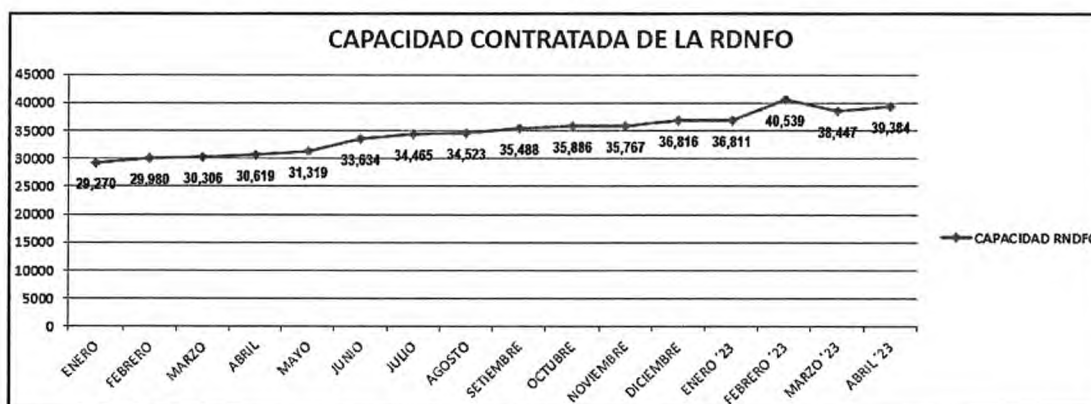 CAPACIDAD CONTRATADA DE LA RDNFO
45000
40000
35000
30000
25000
20000
15000
10000
5000
0
29,270
29,980
30,306
30,619
31,319
33,634
34,465
34,523
35,488
35,886
35,767
36,816
36,811
40,539
38,447
39,384
ENERO
FEBRERO
MARZO
ABRIL
MAYO
JUNIO
JULIO
AGOSTO
SETIEMBRE
OCTUBRE
NOVIEMBRE
DICIEMBRE
ENERO '23
FEBRERO '23
MARZO '23
ABRIL '23
CAPACIDAD RNDFO